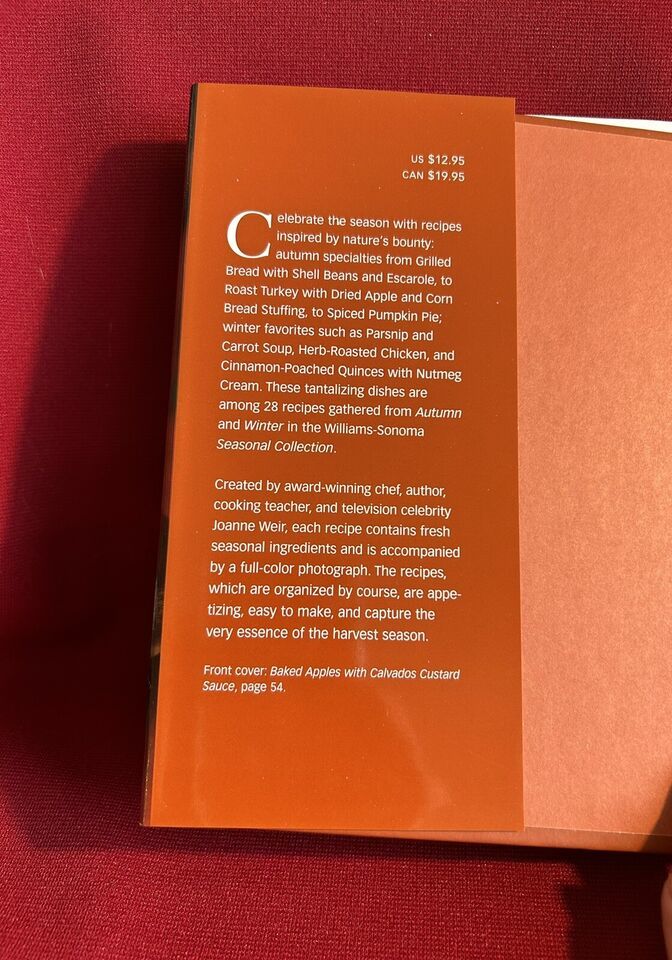 US $12.95
CAN $19.95
Celebrate the season with recipes
inspired by nature's bounty:
autumn specialties from Grilled
Bread with Shell Beans and Escarole, to
Roast Turkey with Dried Apple and Corn
Bread Stuffing, to Spiced Pumpkin Pie;
winter favorites such as Parsnip and
Carrot Soup, Herb-Roasted Chicken, and
Cinnamon-Poached Quinces with Nutmeg
Cream. These tantalizing dishes are
among 28 recipes gathered from Autumn
and Winter in the Williams-Sonoma
Seasonal Collection.
Created by award-winning chef, author,
cooking teacher, and television celebrity
Joanne Weir, each recipe contains fresh
seasonal ingredients and is accompanied
by a full-color photograph. The recipes,
which are organized by course, are appe-
tizing, easy to make, and capture the
very essence of the harvest season.
Front cover: Baked Apples with Calvados Custard
Sauce, page 54.